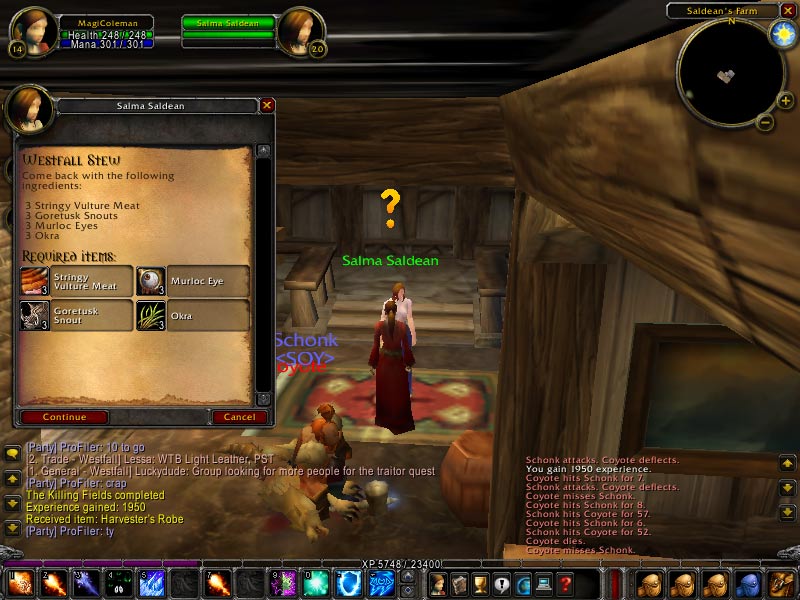 MagiColeman
Health 248 / 248
Mana 301 / 301
14
Salma Saldean
20
Saldean's Farm
N
Salma Saldean
Westfall Stew
Come back with the following
ingredients:
3 Stringy Vulture Meat
3 Goretusk Snouts
3 Murloc Eyes
3 Okra
Required items:
Stringy
Vulture Meat
3
Murloc Eye
3
Goretusk
Snout
3
Okra
3
Continue
Cancel
?
Salma Saldean
Schonk
<SOY>
Coyote
[Party] ProFiler: 10 to go
[2. Trade - Westfall] Lessa: WTB Light Leather, PST
[1. General - Westfall] Luckydude: Group looking for more people for the traitor quest
[Party] ProFiler: crap
The Killing Fields completed
Experience gained: 1950
Received item: Harvester's Robe
[Party] ProFiler: ty
Schonk attacks. Coyote deflects.
You gain 1950 experience.
Coyote hits Schonk for 7.
Schonk attacks. Coyote deflects.
Coyote misses Schonk.
Coyote hits Schonk for 8.
Schonk hits Coyote for 57.
Coyote hits Schonk for 6.
Schonk hits Coyote for 52.
Coyote dies.
Coyote misses Schonk.
XP 5748 / 23400